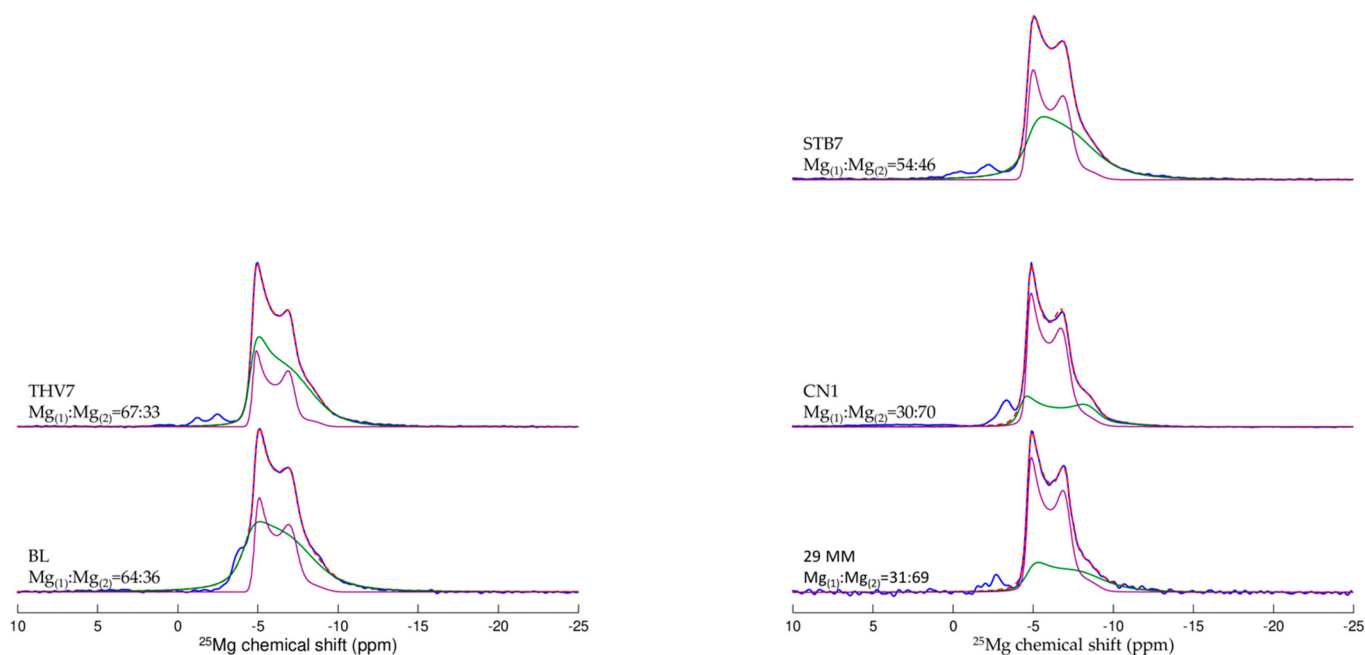 THV7
Mg(1):Mg(2)=67:33
BL
Mg(1):Mg(2)=64:36
10 5 0 -5 -10 -15 -20 -25
²⁵Mg chemical shift (ppm)
STB7
Mg(1):Mg(2)=54:46
CN1
Mg(1):Mg(2)=30:70
29 MM
Mg(1):Mg(2)=31:69
10 5 0 -5 -10 -15 -20 -25
²⁵Mg chemical shift (ppm)